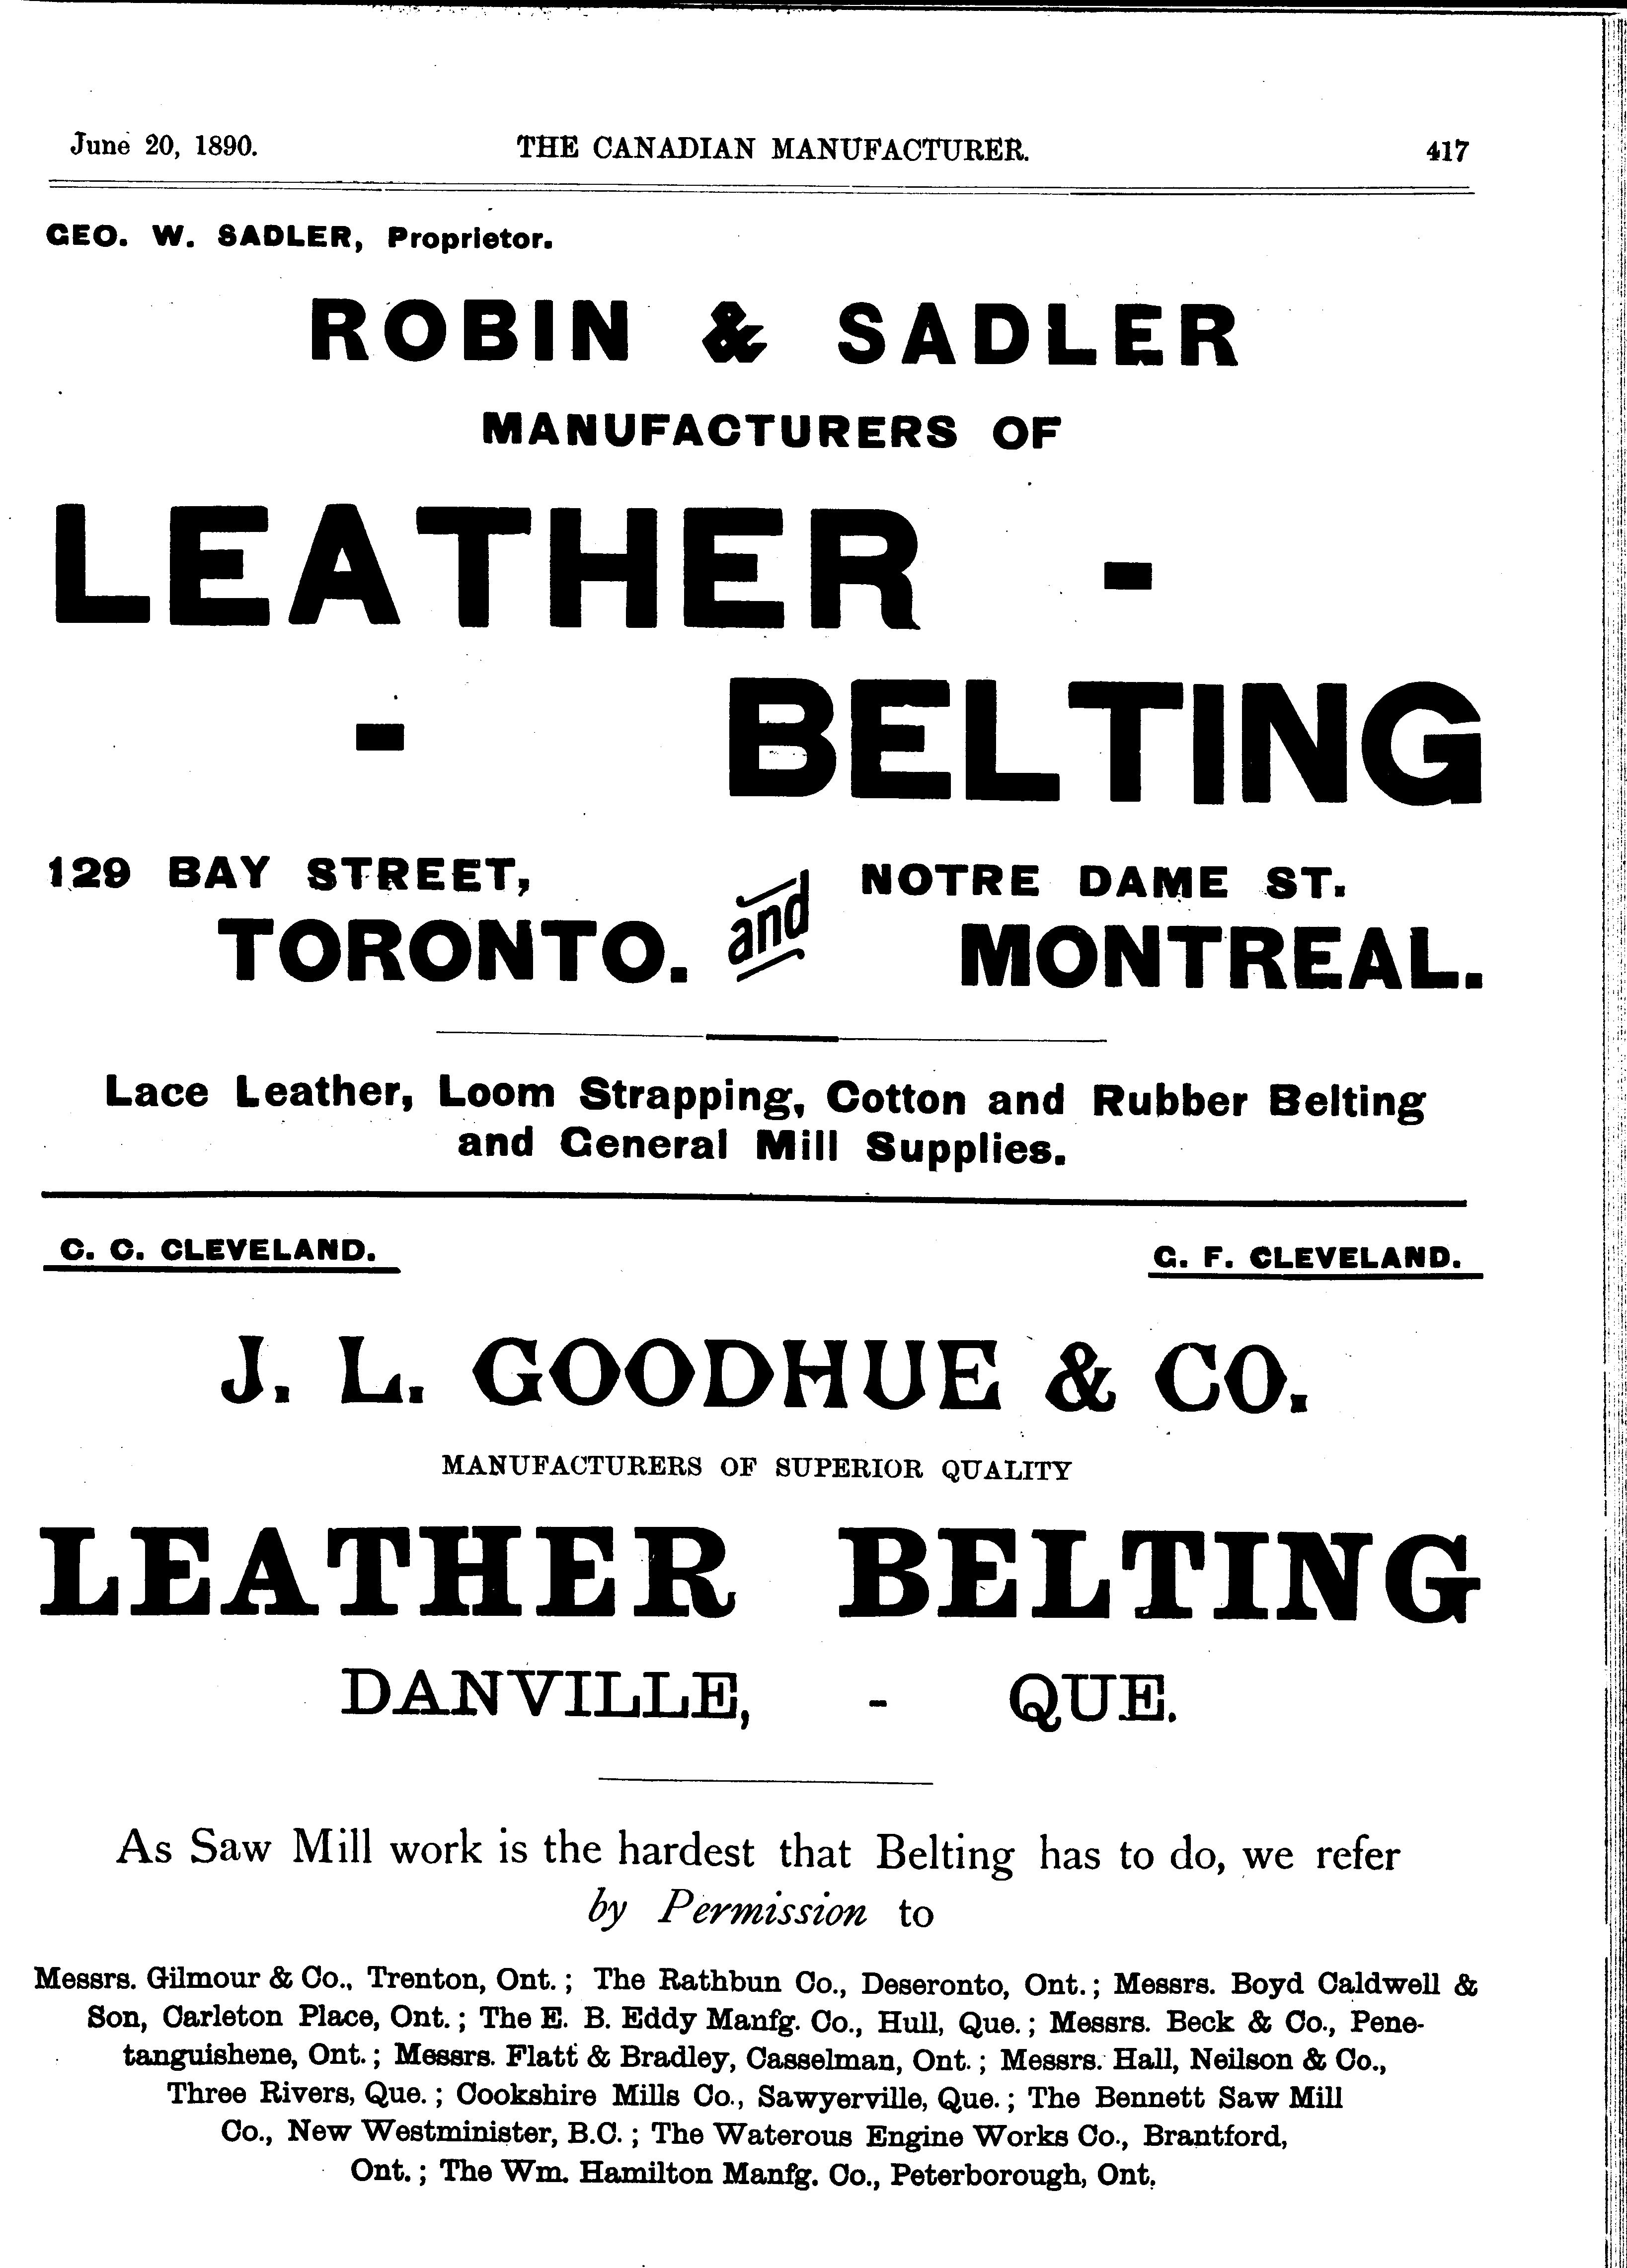 June 20, 1890. THE CANADIAN MANUFACTURER. 417
GEO. W. SADLER, Proprietor.
ROBIN & SADLER
MANUFACTURERS OF
LEATHER -
- BELTING
129 BAY STREET, and NOTRE DAME ST.
TORONTO. MONTREAL.
Lace Leather, Loom Strapping, Cotton and Rubber Belting
and General Mill Supplies.
C. C. CLEVELAND. G. F. CLEVELAND.
J. L. GOODHUE & CO.
MANUFACTURERS OF SUPERIOR QUALITY
LEATHER BELTING
DANVILLE, - QUE.
As Saw Mill work is the hardest that Belting has to do, we refer
by Permission to
Messrs. Gilmour & Co., Trenton, Ont.; The Rathbun Co., Deseronto, Ont.; Messrs. Boyd Caldwell &
Son, Carleton Place, Ont.; The E. B. Eddy Manfg. Co., Hull, Que.; Messrs. Beck & Co., Pene-
tanguishene, Ont.; Messrs. Flatt & Bradley, Casselman, Ont.; Messrs. Hall, Neilson & Co.,
Three Rivers, Que.; Cookshire Mills Co., Sawyerville, Que.; The Bennett Saw Mill
Co., New Westminister, B.C.; The Waterous Engine Works Co., Brantford,
Ont.; The Wm. Hamilton Manfg. Co., Peterborough, Ont.